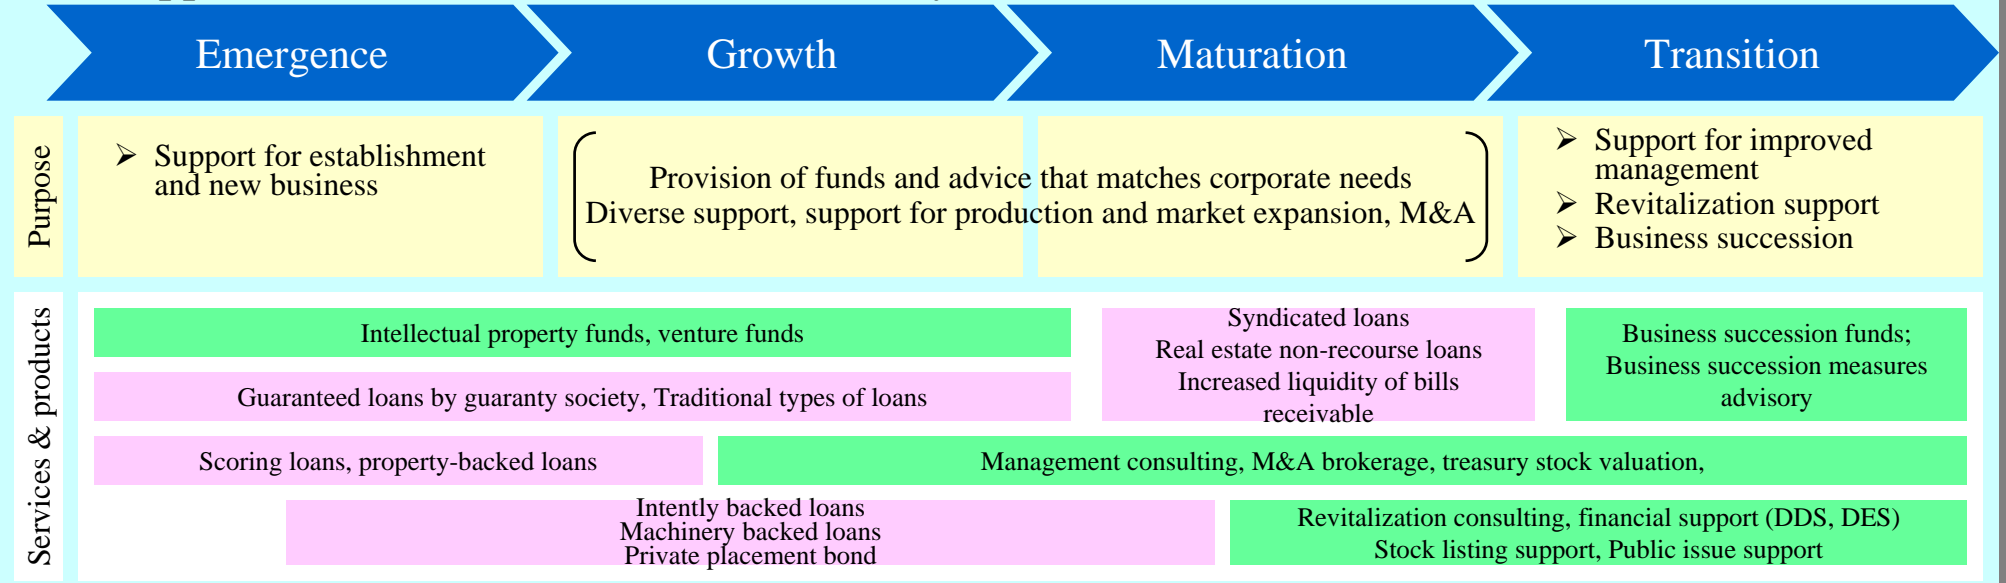 Emergence
Growth
Maturation
Transition
Purpose
➢ Support for establishment
and new business
Provision of funds and advice that matches corporate needs
Diverse support, support for production and market expansion, M&A
➢ Support for improved
management
➢ Revitalization support
➢ Business succession
Services & products
Intellectual property funds, venture funds
Guaranteed loans by guaranty society, Traditional types of loans
Syndicated loans
Real estate non-recourse loans
Increased liquidity of bills
receivable
Business succession funds;
Business succession measures
advisory
Scoring loans, property-backed loans
Management consulting, M&A brokerage, treasury stock valuation,
Intently backed loans
Machinery backed loans
Private placement bond
Revitalization consulting, financial support (DDS, DES)
Stock listing support, Public issue support